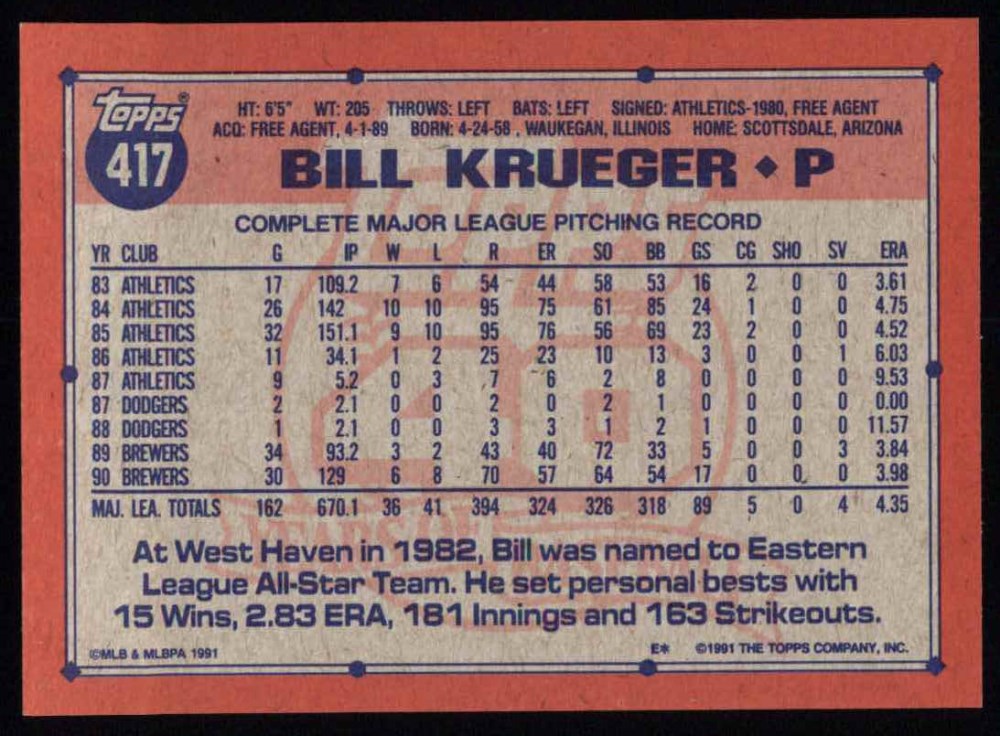 topps®
417
HT: 6'5" WT: 205 THROWS: LEFT BATS: LEFT SIGNED: ATHLETICS-1980, FREE AGENT
ACQ: FREE AGENT, 4-1-89 BORN: 4-24-58 , WAUKEGAN, ILLINOIS HOME: SCOTTSDALE, ARIZONA
BILL KRUEGER ♦ P
COMPLETE MAJOR LEAGUE PITCHING RECORD
YR CLUB G IP W L R ER SO BB GS CG SHO SV ERA
83 ATHLETICS 17 109.2 7 6 54 44 58 53 16 2 0 0 3.61
84 ATHLETICS 26 142 10 10 95 75 61 85 24 1 0 0 4.75
85 ATHLETICS 32 151.1 9 10 95 76 56 69 23 2 0 0 4.52
86 ATHLETICS 11 34.1 1 2 25 23 10 13 3 0 0 1 6.03
87 ATHLETICS 9 5.2 0 3 7 6 2 8 0 0 0 0 9.53
87 DODGERS 2 2.1 0 0 2 0 2 1 0 0 0 0 0.00
88 DODGERS 1 2.1 0 0 3 3 1 2 1 0 0 0 11.57
89 BREWERS 34 93.2 3 2 43 40 72 33 5 0 0 3 3.84
90 BREWERS 30 129 6 8 70 57 64 54 17 0 0 0 3.98
MAJ. LEA. TOTALS 162 670.1 36 41 394 324 326 318 89 5 0 4 4.35
40
YEARS OF BASEBALL
At West Haven in 1982, Bill was named to Eastern
League All-Star Team. He set personal bests with
15 Wins, 2.83 ERA, 181 Innings and 163 Strikeouts.
©MLB & MLBPA 1991 E* ©1991 THE TOPPS COMPANY, INC.